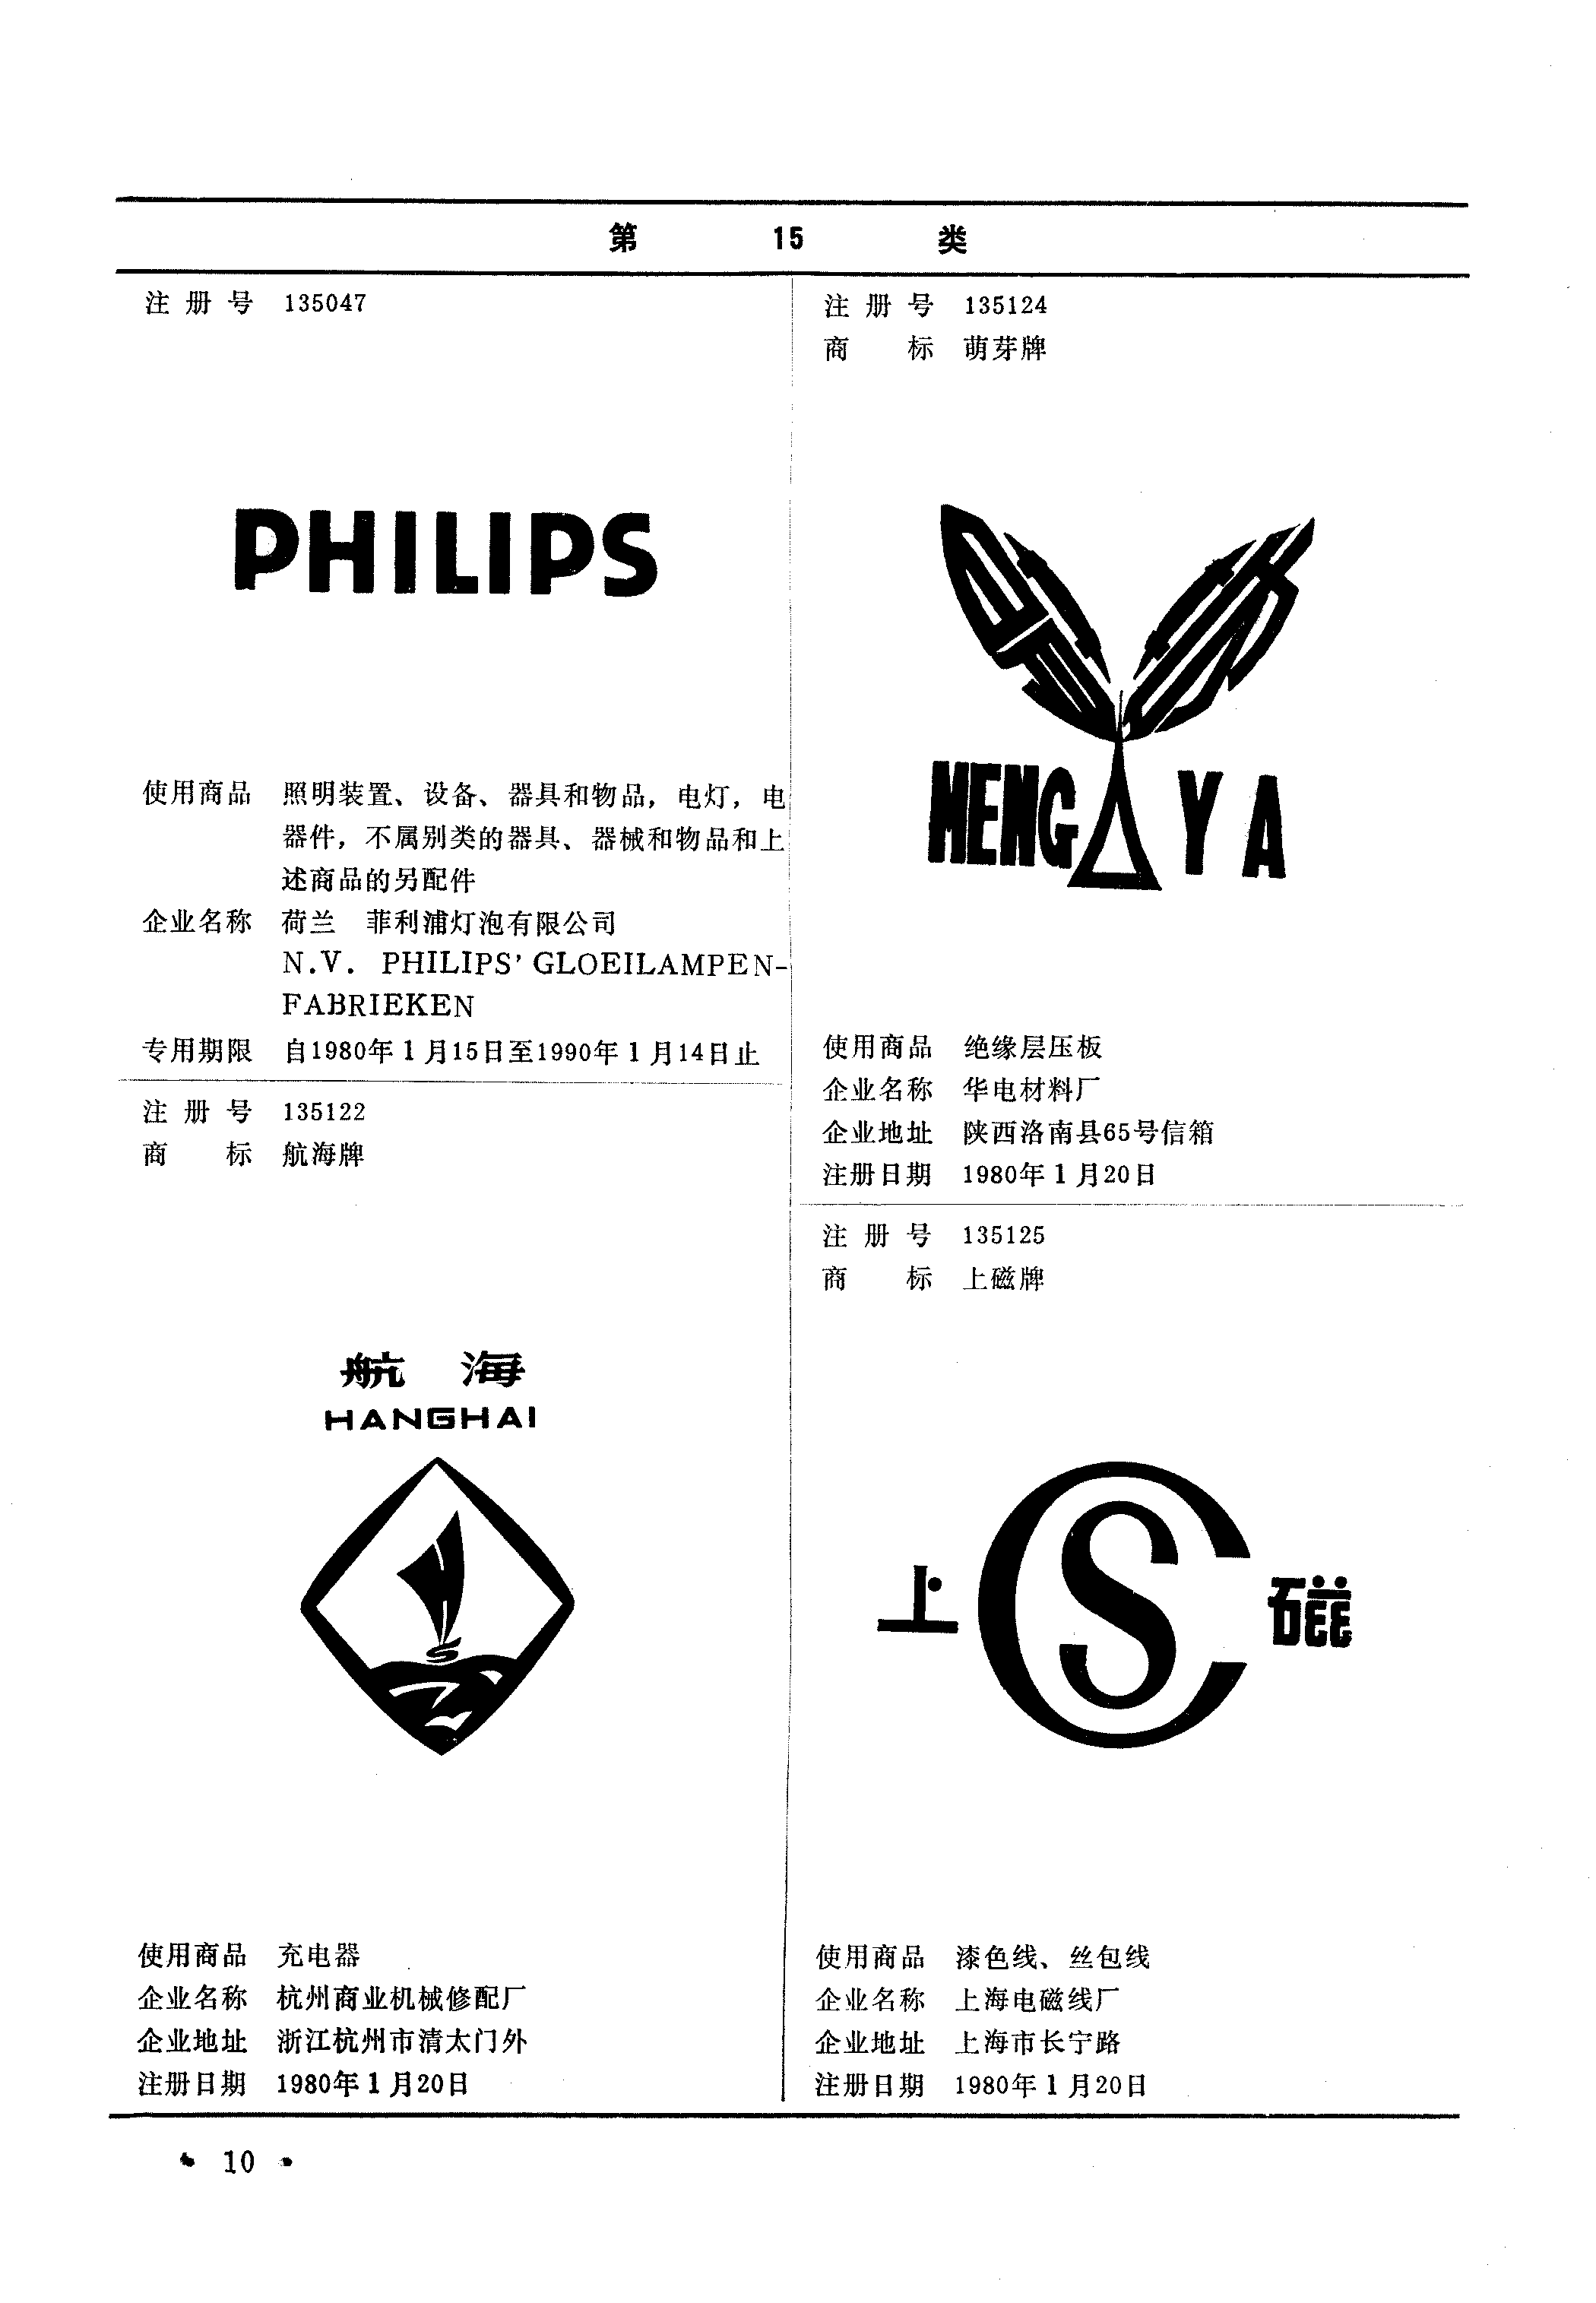 第 15 类
注册号 135047
PHILIPS
使用商品 照明装置、设备、器具和物品，电灯，电
器件，不属别类的器具、器械和物品和上
述商品的另配件
企业名称 荷兰 菲利浦灯泡有限公司
N.V. PHILIPS' GLOEILAMPEN-
FABRIEKEN
专用期限 自1980年1月15日至1990年1月14日止
注册号 135122
商标 航海牌
航海
HANGHAI
使用商品 充电器
企业名称 杭州商业机械修配厂
企业地址 浙江杭州市清太门外
注册日期 1980年1月20日
注册号 135124
商标 萌芽牌
萌芽
MENG YA
使用商品 绝缘层压板
企业名称 华电材料厂
企业地址 陕西洛南县65号信箱
注册日期 1980年1月20日
注册号 135125
商标 上磁牌
上 CS 磁
使用商品 漆色线、丝包线
企业名称 上海电磁线厂
企业地址 上海市长宁路
注册日期 1980年1月20日
· 10 ·